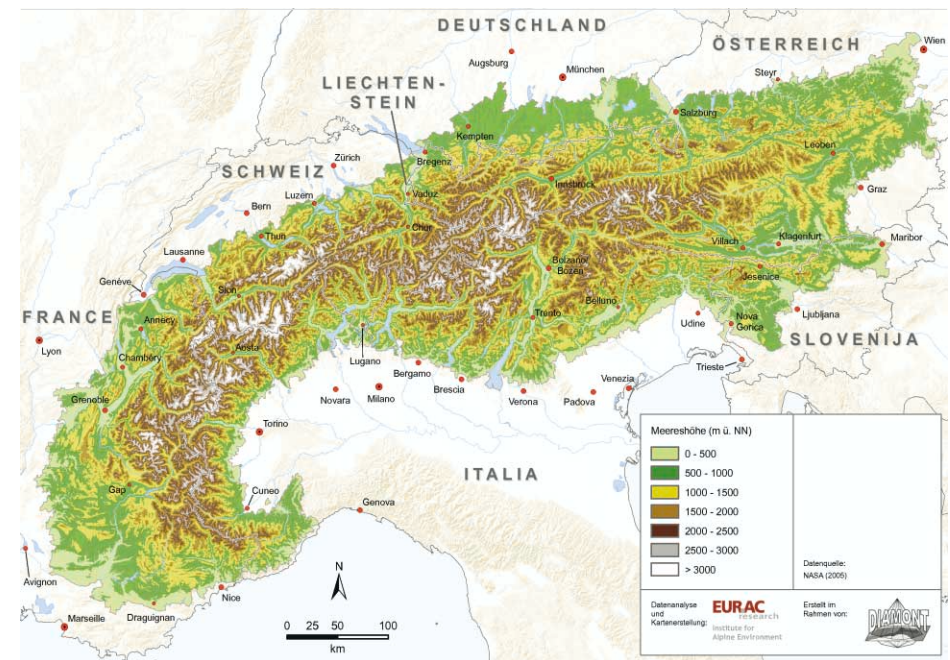 DEUTSCHLAND
Wien
ÖSTERREICH
Augsburg
München
Steyr
LIECHTEN-
STEIN
Salzburg
Kempten
Leoben
Zürich
Bregenz
SCHWEIZ
Innsbruck
Graz
Luzern
Vaduz
Bern
Chur
Thun
Villach
Klagenfurt
Maribor
Lausanne
Bolzano/
Bozen
Jesenice
Genéve
Sion
Belluno
FRANCE
Annecy
Trento
Udine
Nova
Gorica
Ljubljana
Lyon
Aosta
Lugano
SLOVENIJA
Chambéry
Bergamo
Trieste
Grenoble
Novara
Milano
Brescia
Verona
Padova
Venezia
Torino
ITALIA
Gap
Cuneo
Genova
Avignon
Nice
Marseille
Draguignan
N
0 25 50 100
km
Meereshöhe (m ü. NN)
0 - 500
500 - 1000
1000 - 1500
1500 - 2000
2000 - 2500
2500 - 3000
> 3000
Datenquelle:
NASA (2005)
Datenanalyse
und
Kartenerstellung:
EURAC
research
Institute for
Alpine Environment
Erstellt im
Rahmen von:
DIAMONT